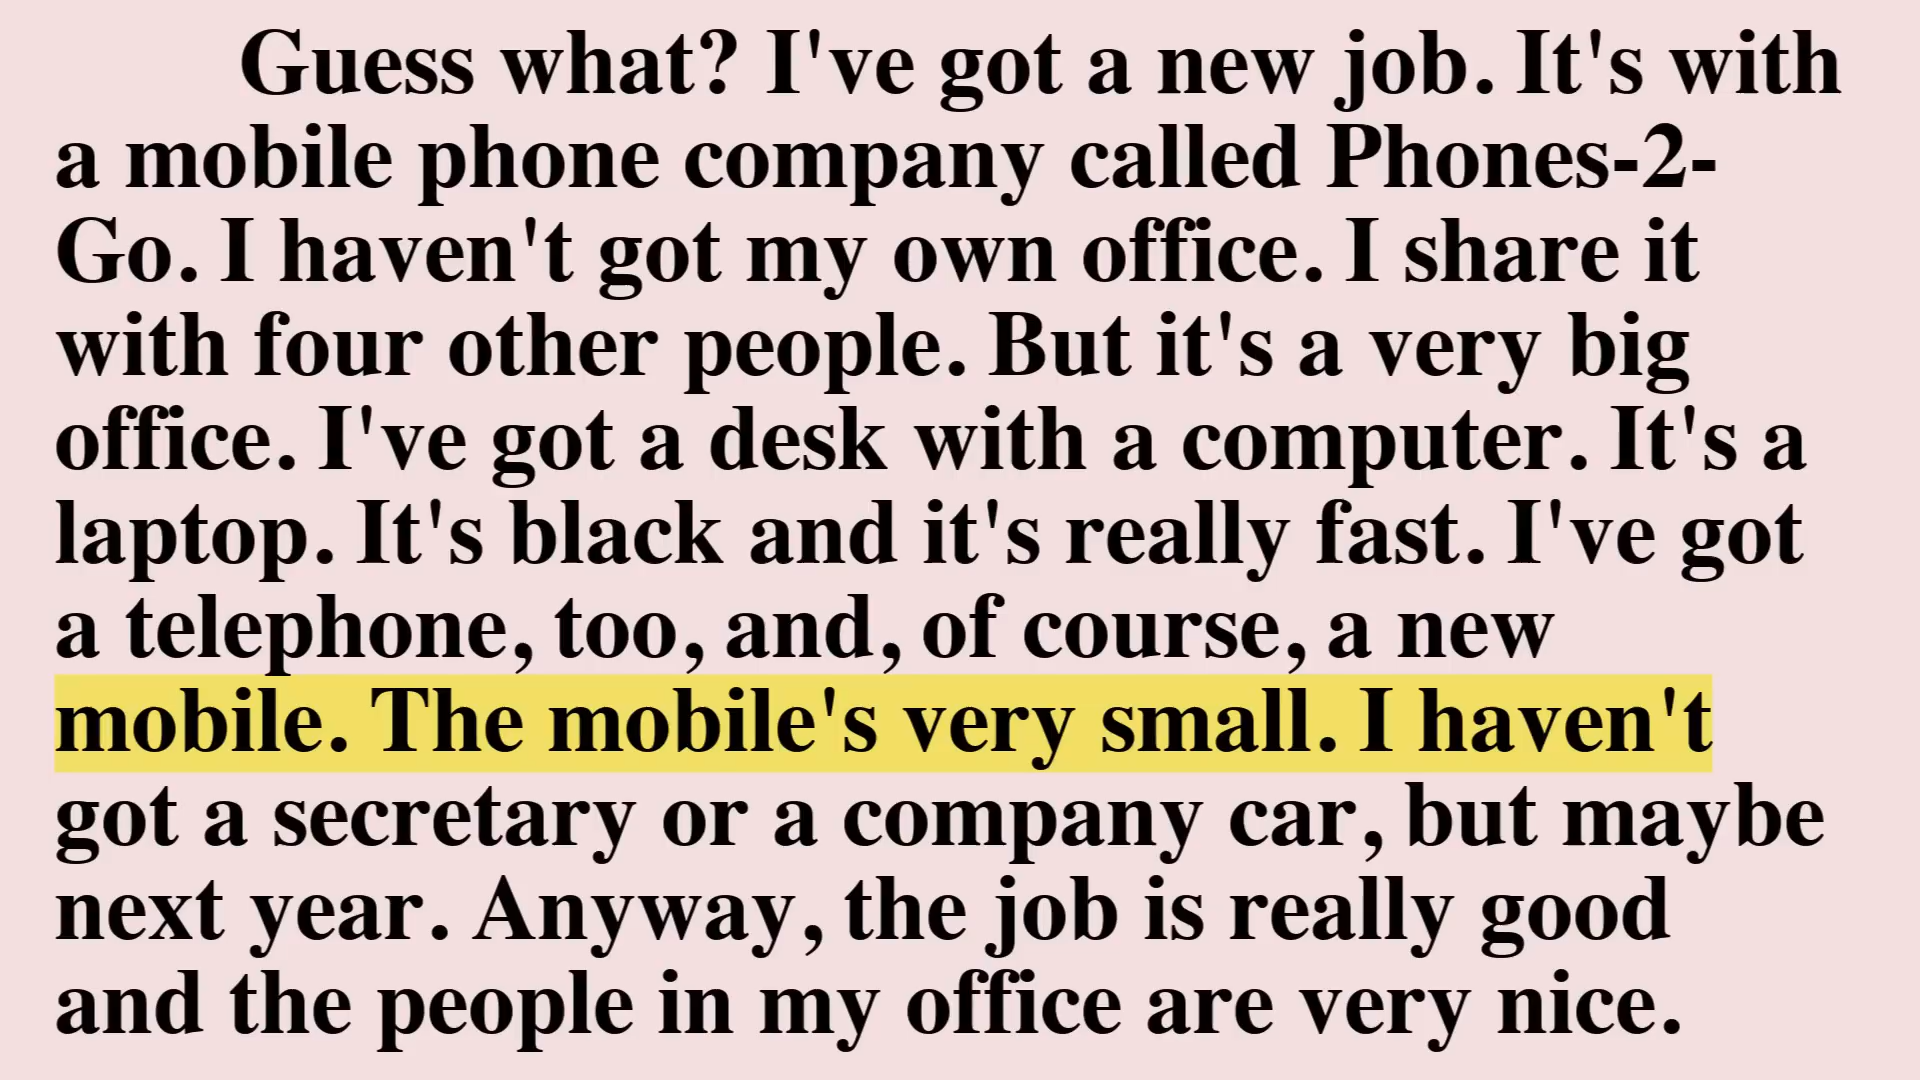 Guess what? I've got a new job. It's with
a mobile phone company called Phones-2-
Go. I haven't got my own office. I share it
with four other people. But it's a very big
office. I've got a desk with a computer. It's a
laptop. It's black and it's really fast. I've got
a telephone, too, and, of course, a new
mobile. The mobile's very small. I haven't
got a secretary or a company car, but maybe
next year. Anyway, the job is really good
and the people in my office are very nice.